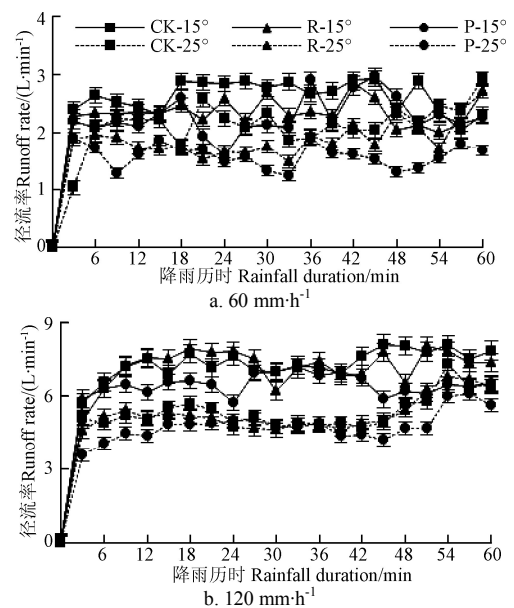 a
4
3
2
1
0
径流率Runoff rate/(L·min⁻¹)
CK-15° R-15° P-15°
CK-25° R-25° P-25°
6 12 18 24 30 36 42 48 54 60
降雨历时 Rainfall duration/min
a. 60 mm·h⁻¹
b
9
6
3
0
径流率Runoff rate/(L·min⁻¹)
6 12 18 24 30 36 42 48 54 60
降雨历时 Rainfall duration/min
b. 120 mm·h⁻¹